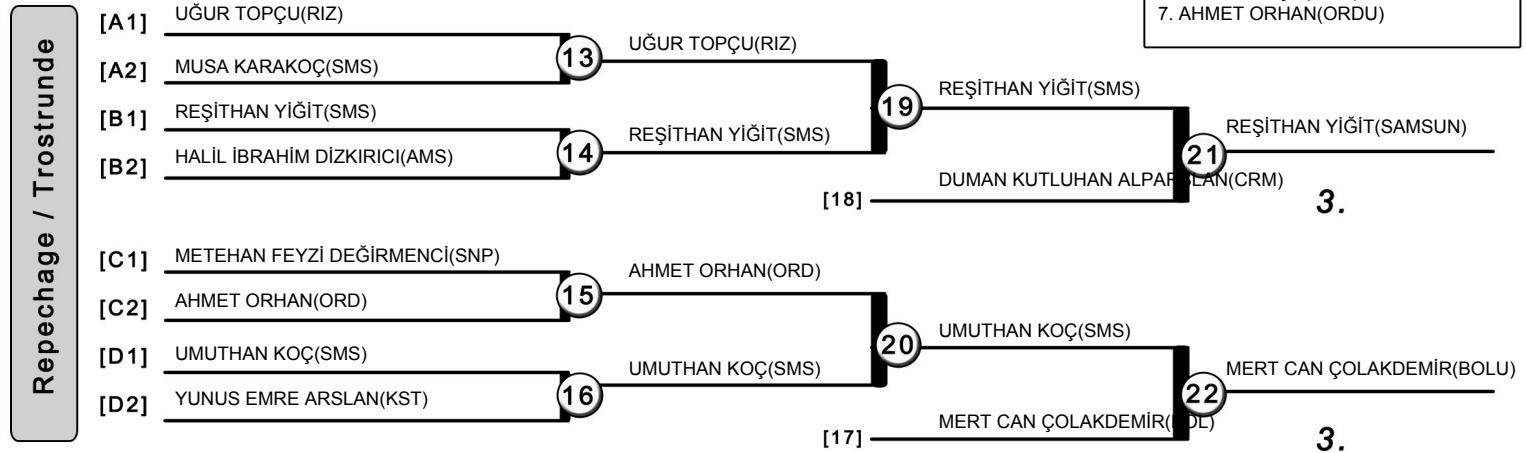 7. AHMET ORHAN(ORDU)
Repechage / Trostrunde
[A1] UĞUR TOPÇU(RIZ)
[A2] MUSA KARAKOÇ(SMS)
13
UĞUR TOPÇU(RIZ)
[B1] REŞİTHAN YİĞİT(SMS)
[B2] HALİL İBRAHİM DİZKIRICI(AMS)
14
REŞİTHAN YİĞİT(SMS)
19
REŞİTHAN YİĞİT(SMS)
[18] DUMAN KUTLUHAN ALPARSLAN(CRM)
21
REŞİTHAN YİĞİT(SAMSUN)
3.
[C1] METEHAN FEYZİ DEĞİRMENCİ(SNP)
[C2] AHMET ORHAN(ORD)
15
AHMET ORHAN(ORD)
[D1] UMUTHAN KOÇ(SMS)
[D2] YUNUS EMRE ARSLAN(KST)
16
UMUTHAN KOÇ(SMS)
20
UMUTHAN KOÇ(SMS)
[17] MERT CAN ÇOLAKDEMİR(BOL)
22
MERT CAN ÇOLAKDEMİR(BOLU)
3.